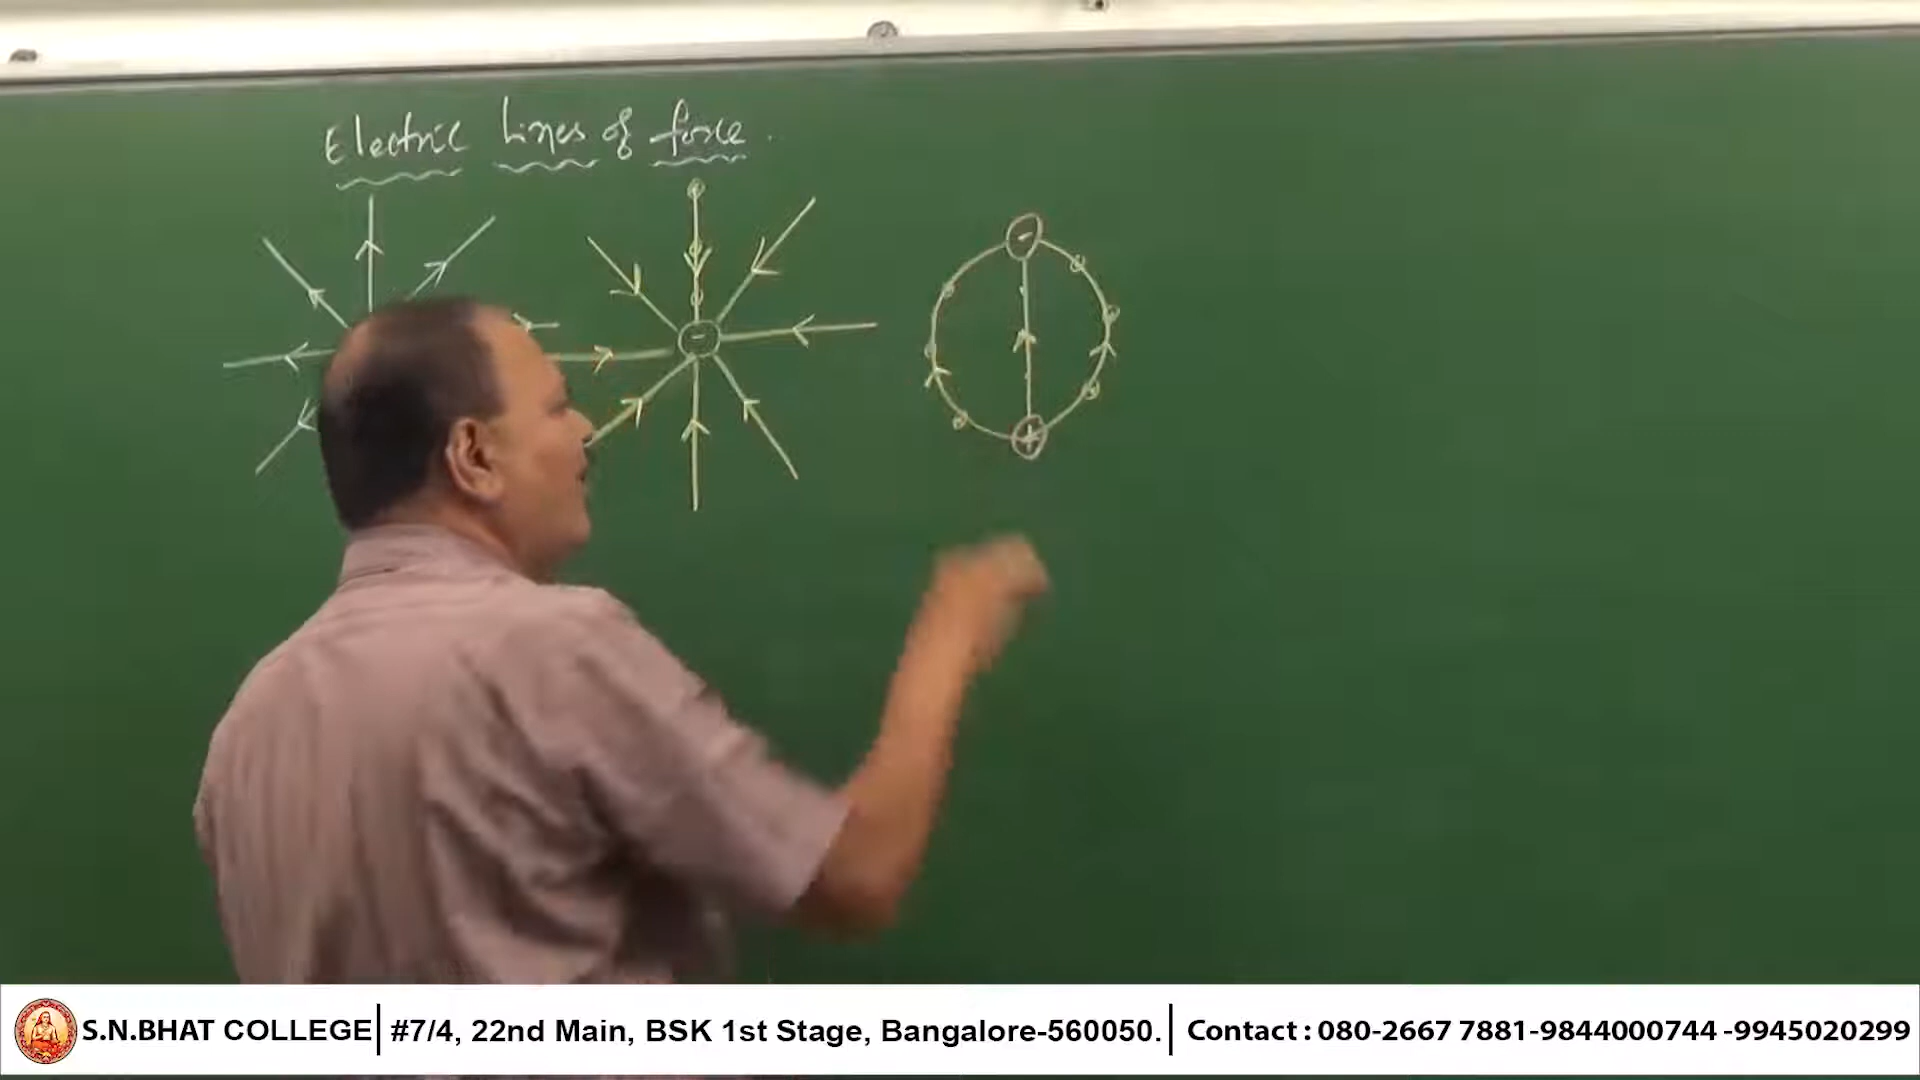 Electric Lines of force.
-
-
+
S.N.BHAT COLLEGE | #7/4, 22nd Main, BSK 1st Stage, Bangalore-560050. | Contact : 080-2667 7881-9844000744 -9945020299